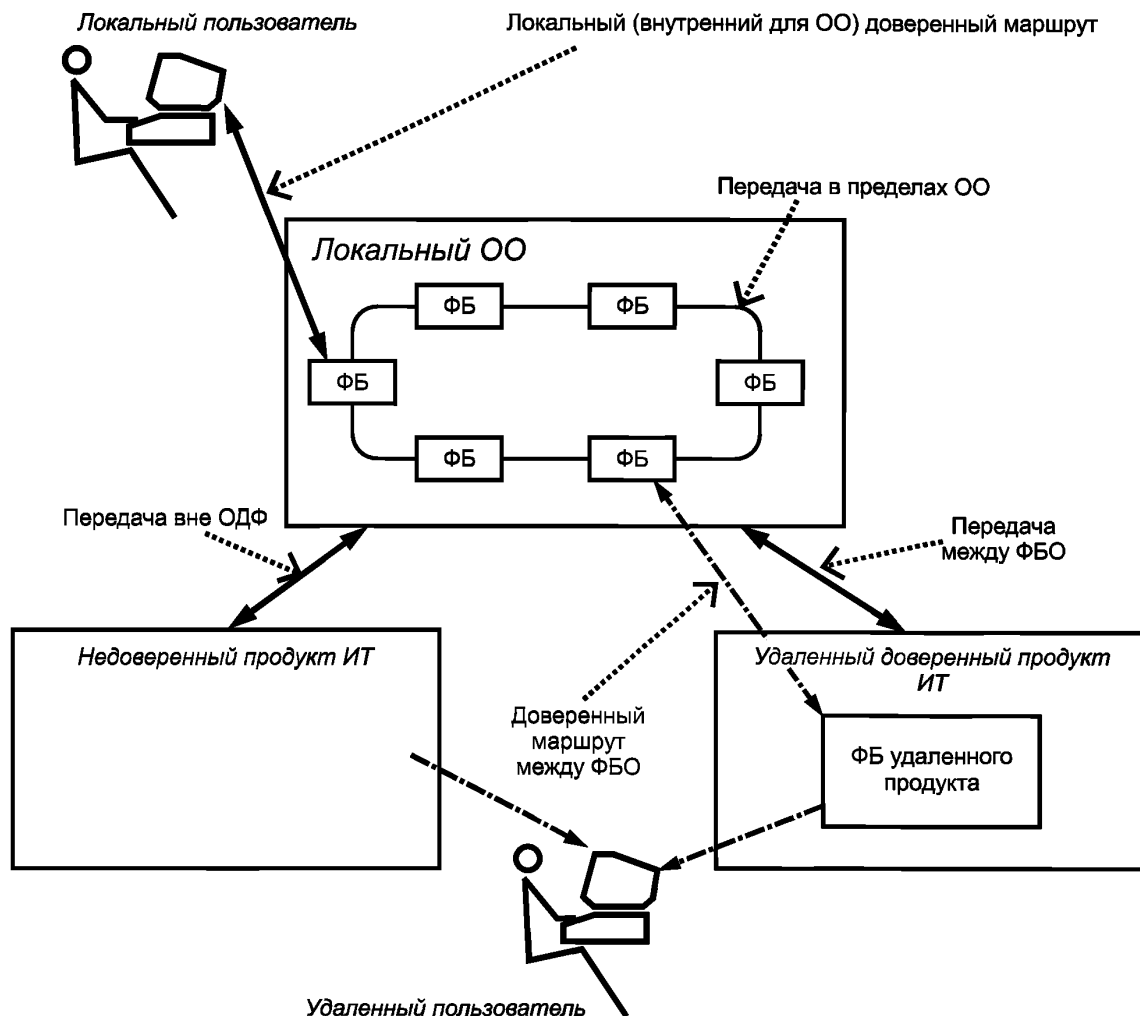 Локальный пользователь
Локальный (внутренний для ОО) доверенный маршрут
Передача в пределах ОО
Локальный ОО
ФБ
ФБ
ФБ
ФБ
ФБ
ФБ
Передача вне ОДФ
Передача
между ФБО
Недоверенный продукт ИТ
Удаленный доверенный продукт
ИТ
Доверенный
маршрут
между ФБО
ФБ удаленного
продукта
Удаленный пользователь